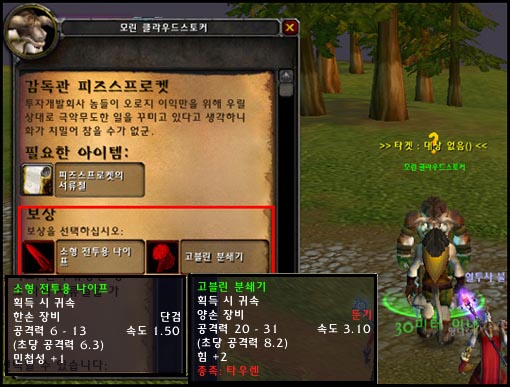 모린 클라우드스토커
감독관 피즈스프로켓
투자개발회사 놈들이 오로지 이익만을 위해 우릴
상대로 극악무도한 일을 꾸미고 있다고 생각하니
화가 치밀어 참을 수가 없군.
필요한 아이템:
피즈스프로켓의
서류철
보상
보상을 선택하십시오:
소형 전투용 나이
프
고블린 분쇄기
>> 타겟 : 대상 없음() <<
모린 클라우드스토커
30미터 이내
소형 전투용 나이프
획득 시 귀속
한손 장비 단검
공격력 6 - 13 속도 1.50
(초당 공격력 6.3)
민첩성 +1
고블린 분쇄기
획득 시 귀속
양손 장비 둔기
공격력 20 - 31 속도 3.10
(초당 공격력 8.2)
힘 +2
종족: 타우렌